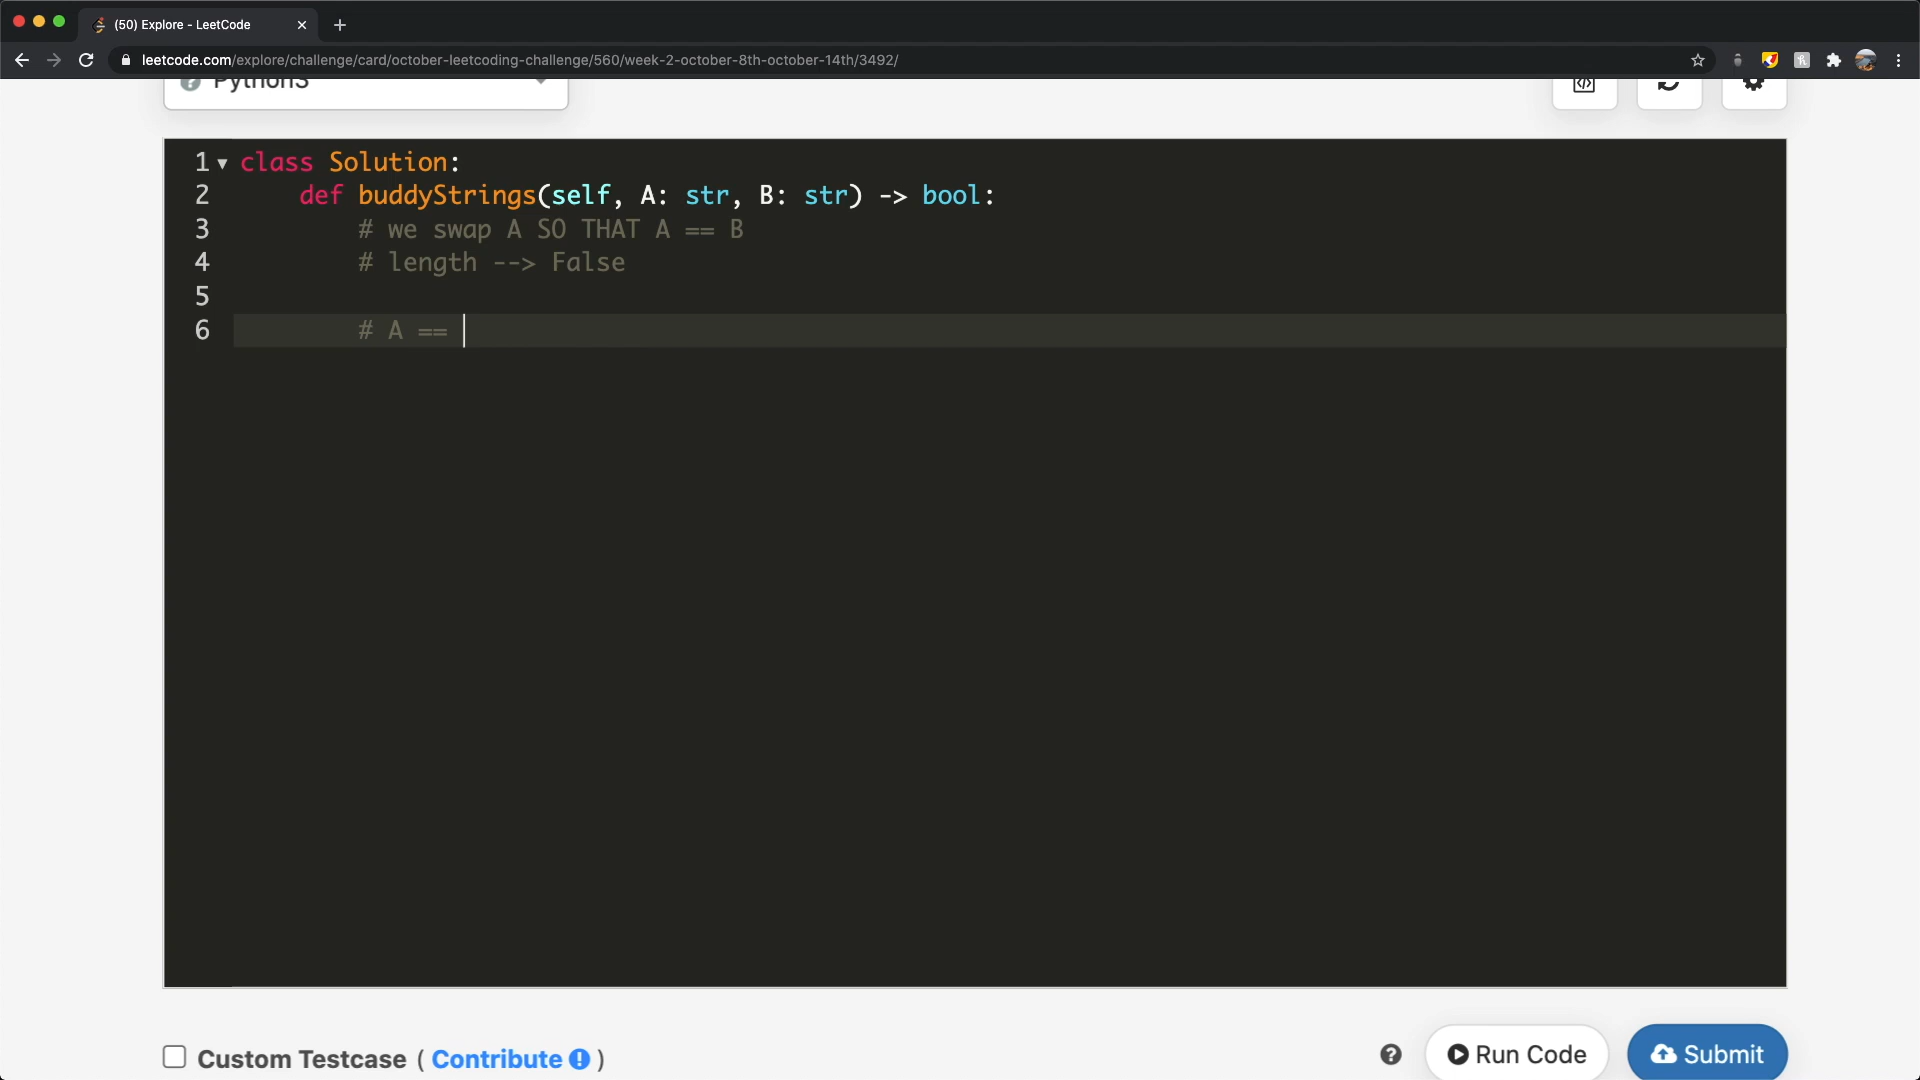 (50) Explore - LeetCode
leetcode.com/explore/challenge/card/october-leetcoding-challenge/560/week-2-october-8th-october-14th/3492/
Python3
1 class Solution:
2 def buddyStrings(self, A: str, B: str) -> bool:
3 # we swap A SO THAT A == B
4 # length --> False
5
6 # A ==
Custom Testcase ( Contribute )
Run Code
Submit